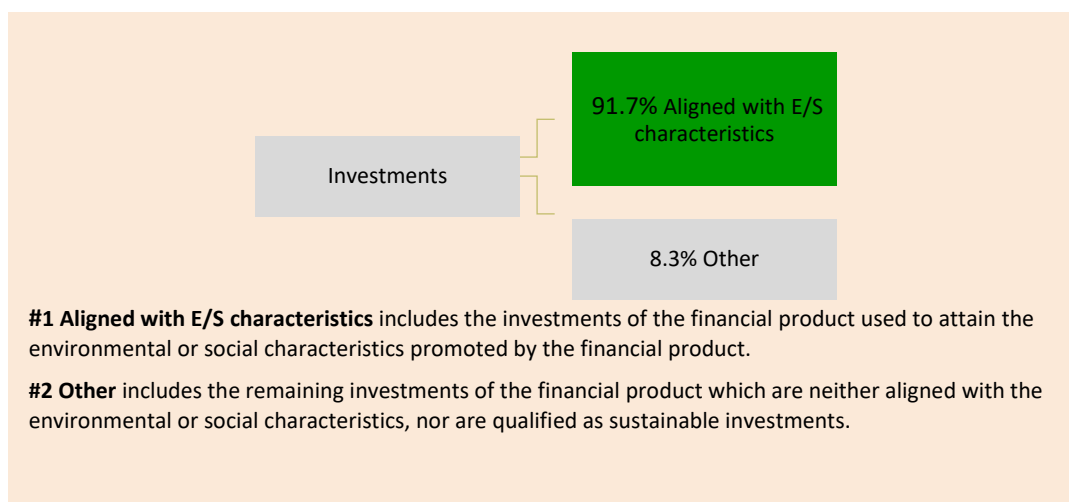 91.7% Aligned with E/S
characteristics
Investments
8.3% Other
#1 Aligned with E/S characteristics includes the investments of the financial product used to attain the
environmental or social characteristics promoted by the financial product.
#2 Other includes the remaining investments of the financial product which are neither aligned with the
environmental or social characteristics, nor are qualified as sustainable investments.